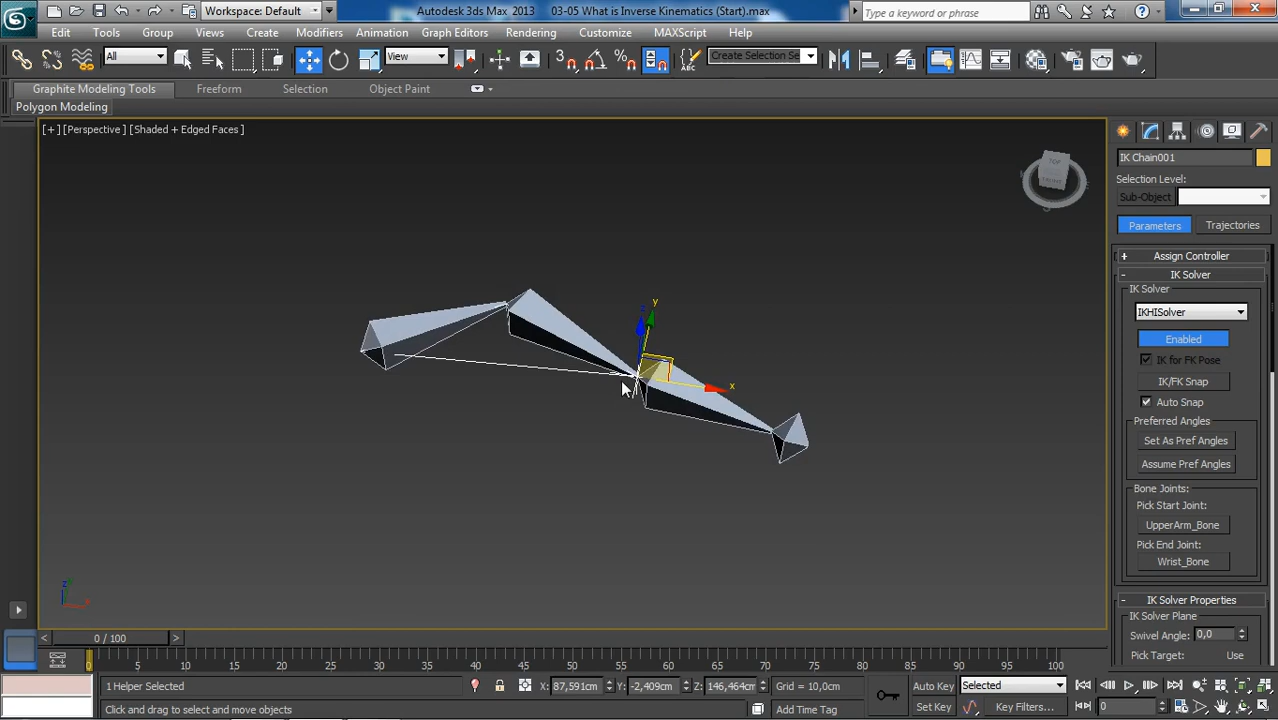 Workspace: Default
Autodesk 3ds Max 2013
03-05 What is Inverse Kinematics (Start).max
Type a keyword or phrase
Edit Tools Group Views Create Modifiers Animation Graph Editors Rendering Customize MAXScript Help
All
View
Create Selection Se
Graphite Modeling Tools
Freeform
Selection
Object Paint
Polygon Modeling
[+] [Perspective] [Shaded + Edged Faces]
TOP
FRONT
IK Chain001
Selection Level:
Sub-Object
Parameters
Trajectories
+ Assign Controller
- IK Solver
IK Solver
IKHISolver
Enabled
IK for FK Pose
IK/FK Snap
Auto Snap
Preferred Angles
Set As Pref Angles
Assume Pref Angles
Bone Joints:
Pick Start Joint:
UpperArm_Bone
Pick End Joint:
Wrist_Bone
- IK Solver Properties
IK Solver Plane
Swivel Angle: 0,0
Pick Target: Use
z
y
x
z
x
< 0 / 100 >
0 5 10 15 20 25 30 35 40 45 50 55 60 65 70 75 80 85 90 95 100
1 Helper Selected
X: 87,591cm
Y: -2,409cm
Z: 146,464cm
Grid = 10,0cm
Auto Key
Selected
Click and drag to select and move objects
Add Time Tag
Set Key
Key Filters...
0